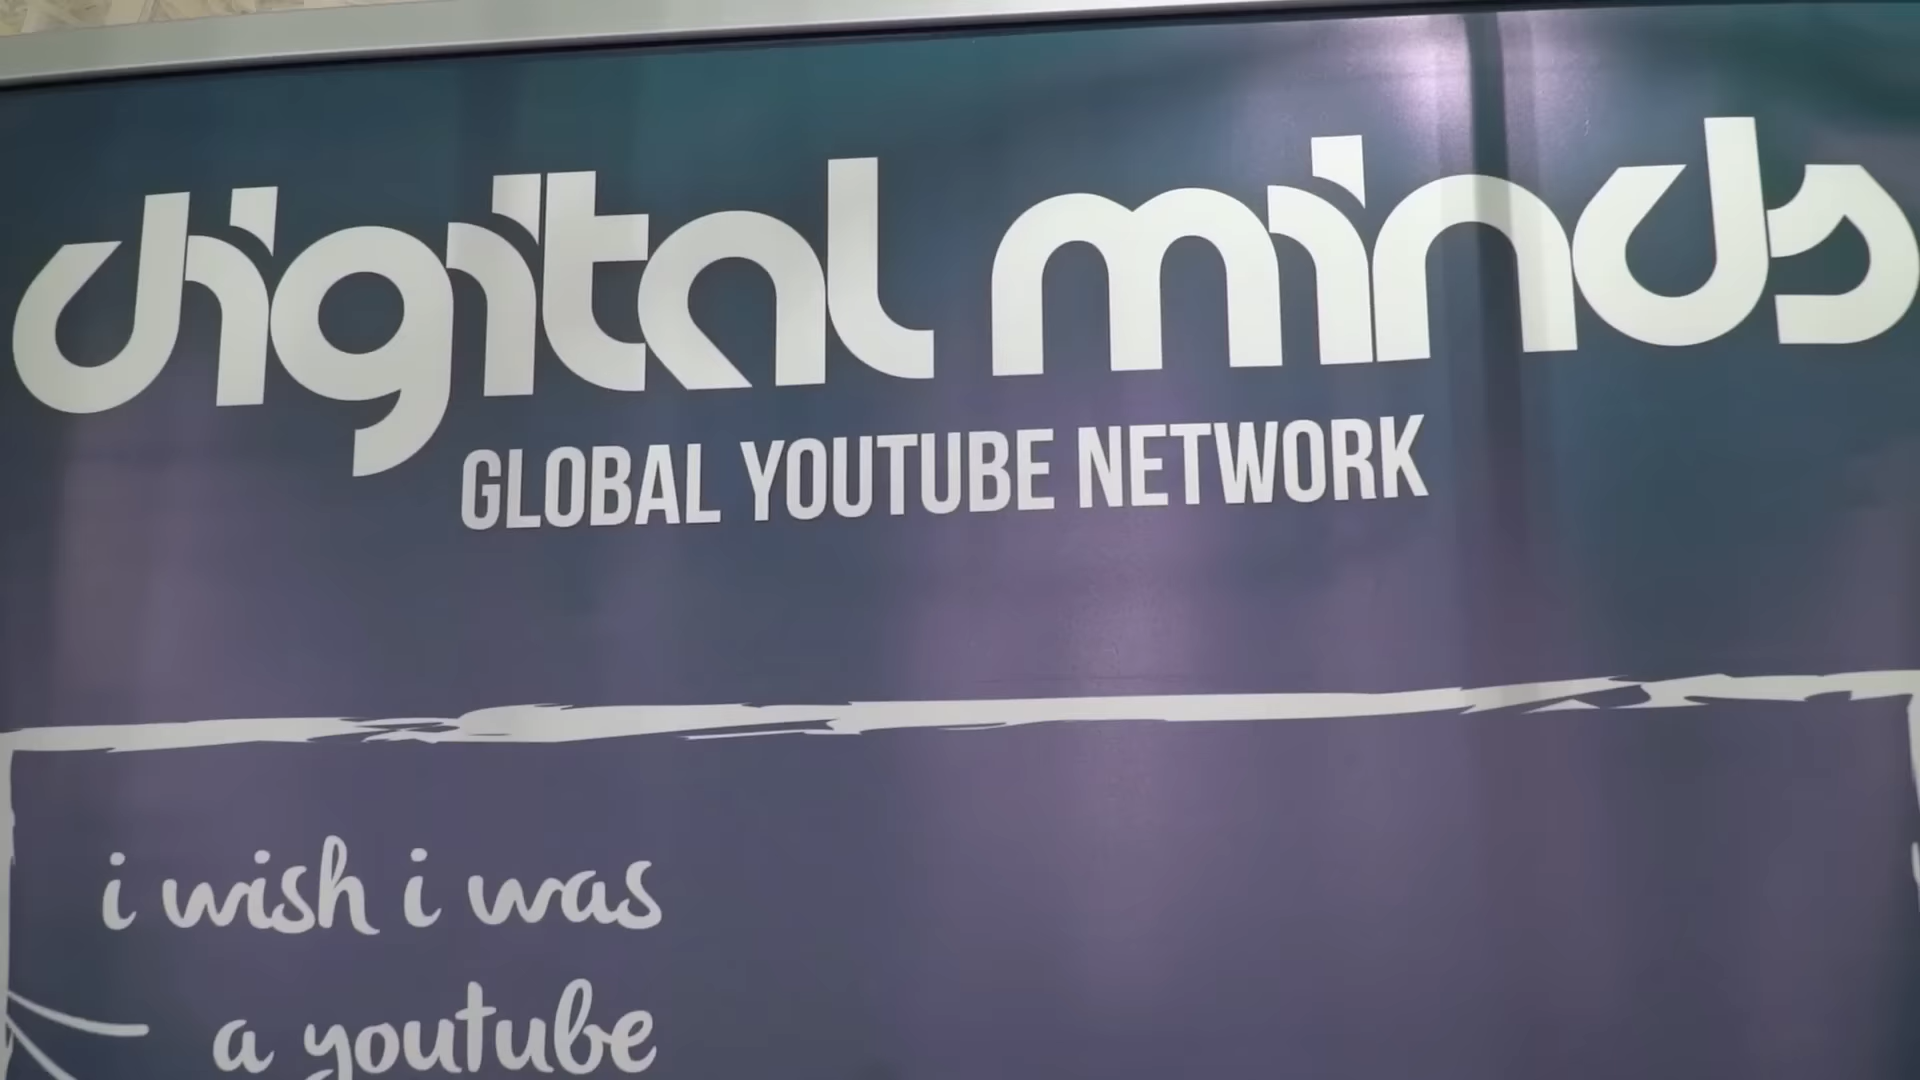 digital minds
GLOBAL YOUTUBE NETWORK
i wish i was
a youtube